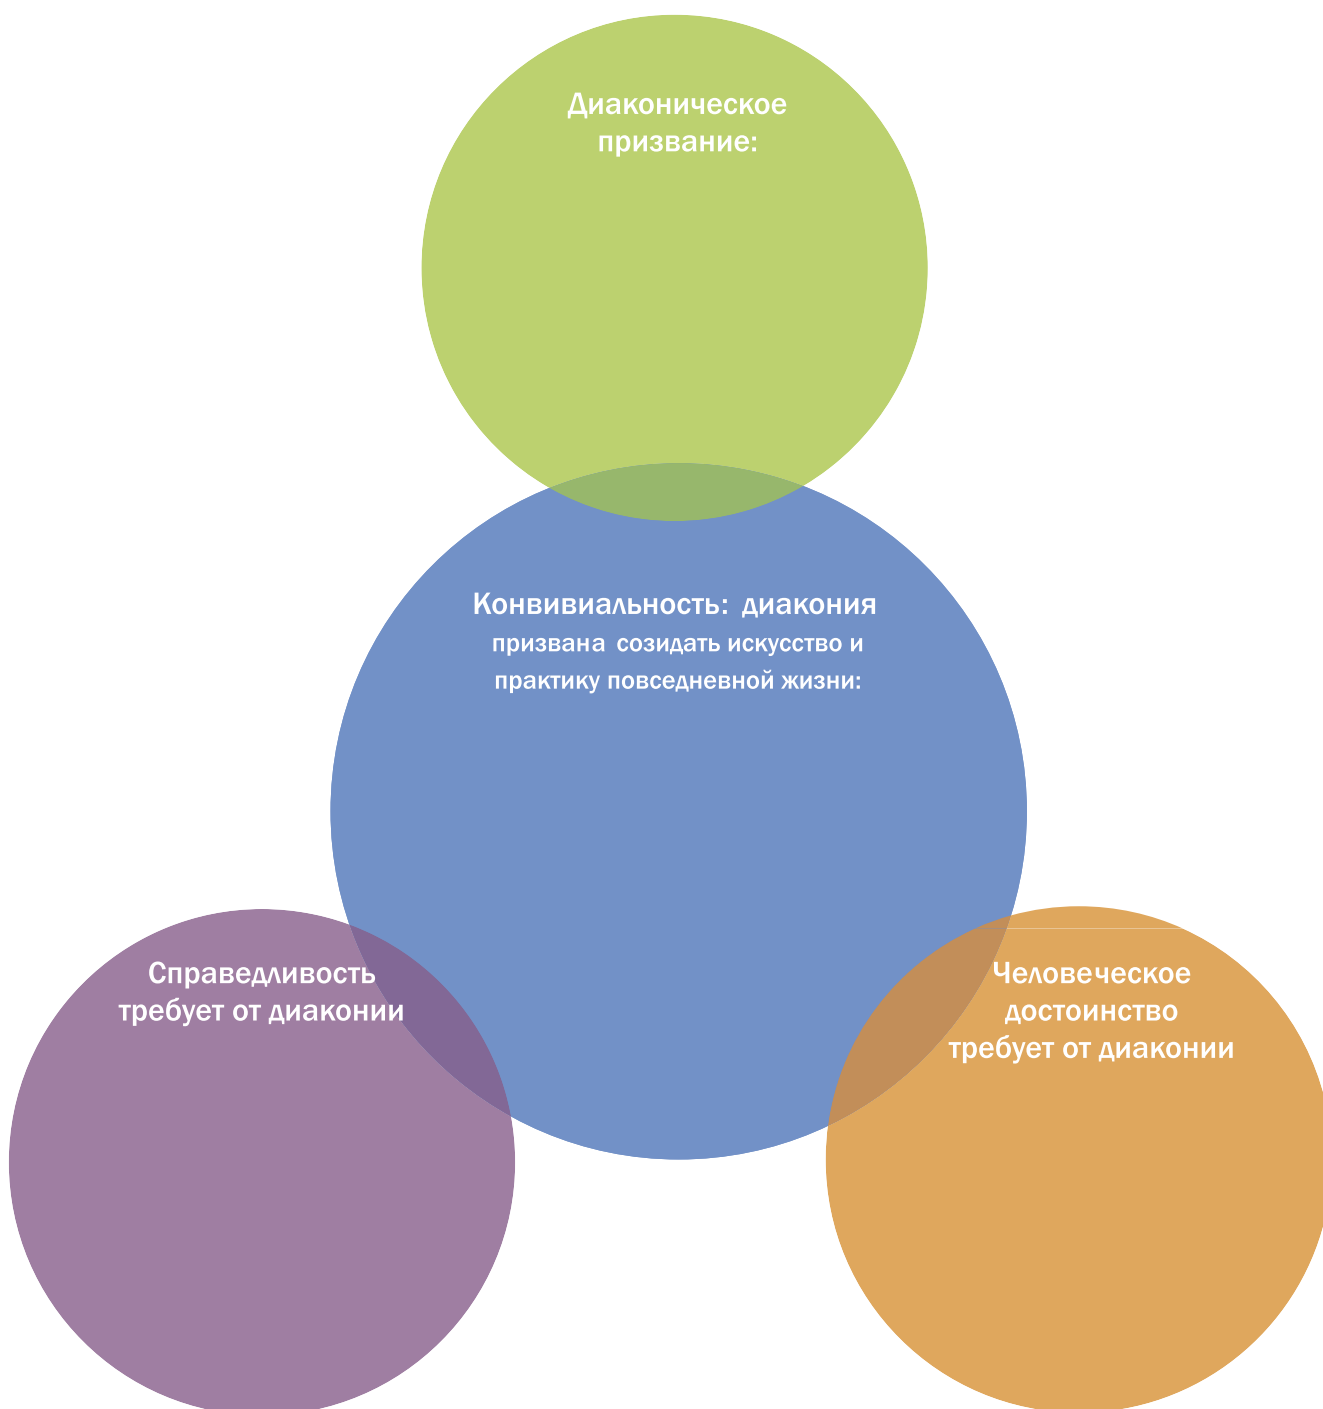 Диаконическое
призвание:
Конвивиальность: диакония
призвана созидать искусство и
практику повседневной жизни:
Справедливость
требует от диаконии
Человеческое
достоинство
требует от диаконии